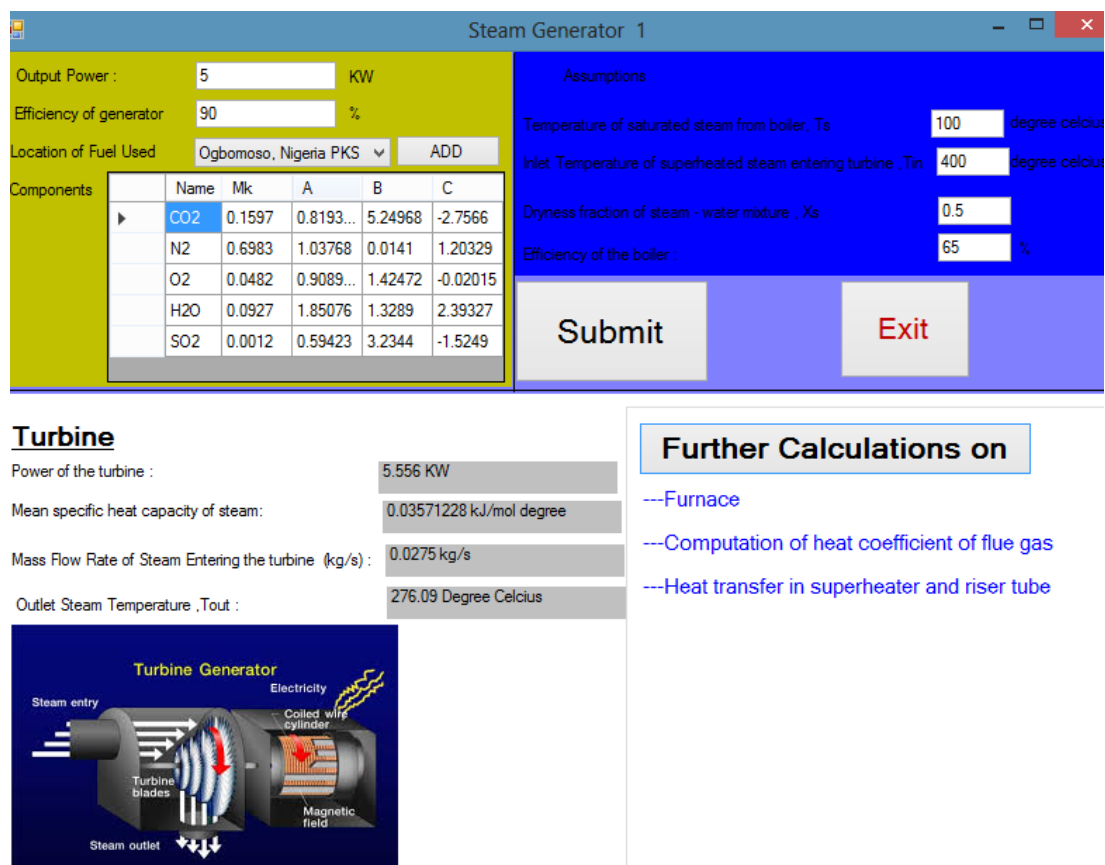 Steam Generator 1
Output Power : 5 KW
Efficiency of generator 90 %
Location of Fuel Used Ogbomoso, Nigeria PKS ADD
Components
Name Mk A B C
CO2 0.1597 0.8193... 5.24968 -2.7566
N2 0.6983 1.03768 0.0141 1.20329
O2 0.0482 0.9089... 1.42472 -0.02015
H2O 0.0927 1.85076 1.3289 2.39327
SO2 0.0012 0.59423 3.2344 -1.5249
Assumptions
Temperature of saturated steam from boiler, Ts 100 degree celcius
Inlet Temperature of superheated steam entering turbine ,Tin 400 degree celcius
Dryness fraction of steam - water mixture , Xs 0.5
Efficiency of the boiler : 65 %
Submit
Exit
Turbine
Power of the turbine : 5.556 KW
Mean specific heat capacity of steam: 0.03571228 kJ/mol degree
Mass Flow Rate of Steam Entering the turbine (kg/s) : 0.0275 kg/s
Outlet Steam Temperature ,Tout : 276.09 Degree Celcius
Further Calculations on
---Furnace
---Computation of heat coefficient of flue gas
---Heat transfer in superheater and riser tube
Turbine Generator
Electricity
Steam entry
Coiled wire
cylinder
Turbine
blades
Magnetic
field
Steam outlet